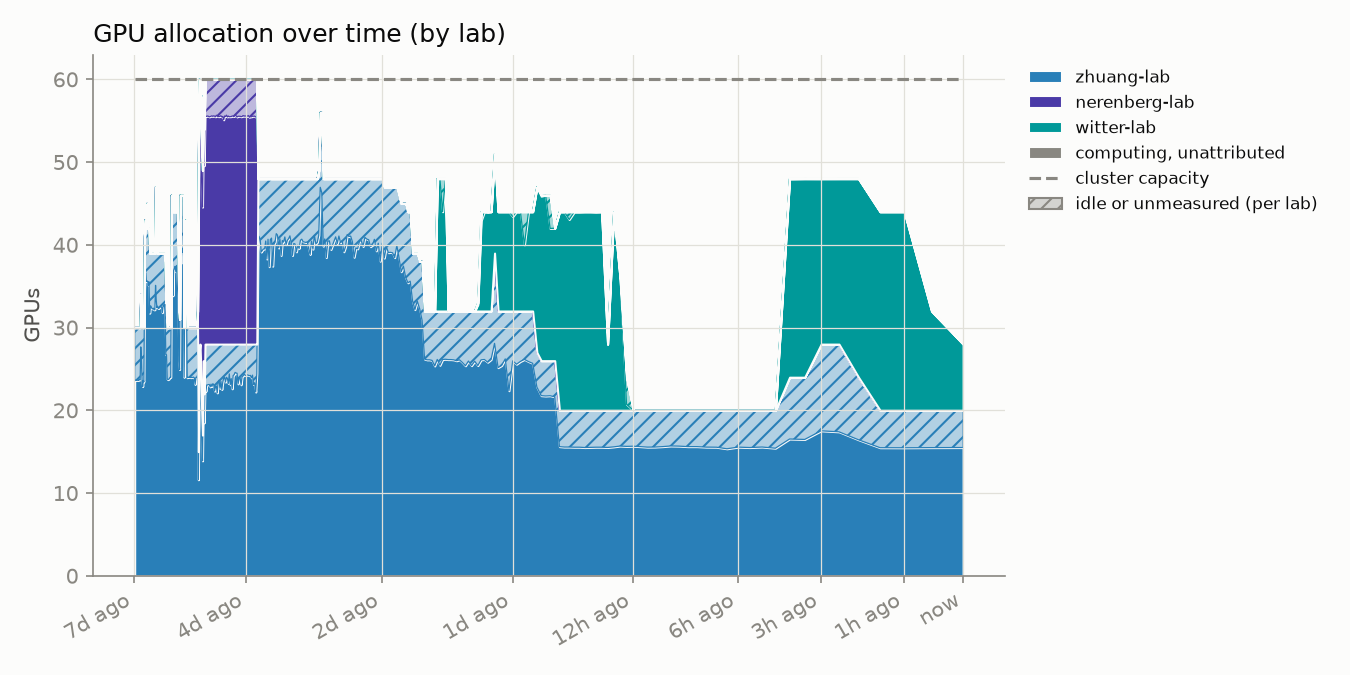 GPU allocation over time (by lab)
60
50
40
30
20
10
0
GPUs
7d ago
4d ago
2d ago
1d ago
12h ago
6h ago
3h ago
1h ago
now
zhuang-lab
nerenberg-lab
witter-lab
computing, unattributed
cluster capacity
idle or unmeasured (per lab)